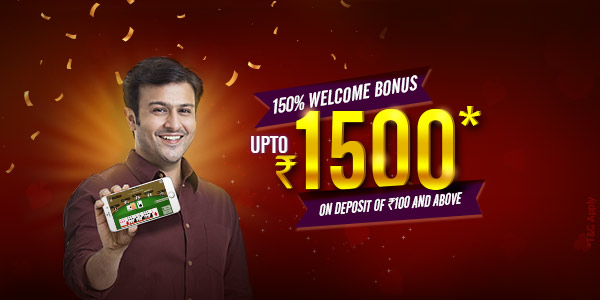 150% WELCOME BONUS
UPTO
₹1500*
ON DEPOSIT OF ₹100 AND ABOVE